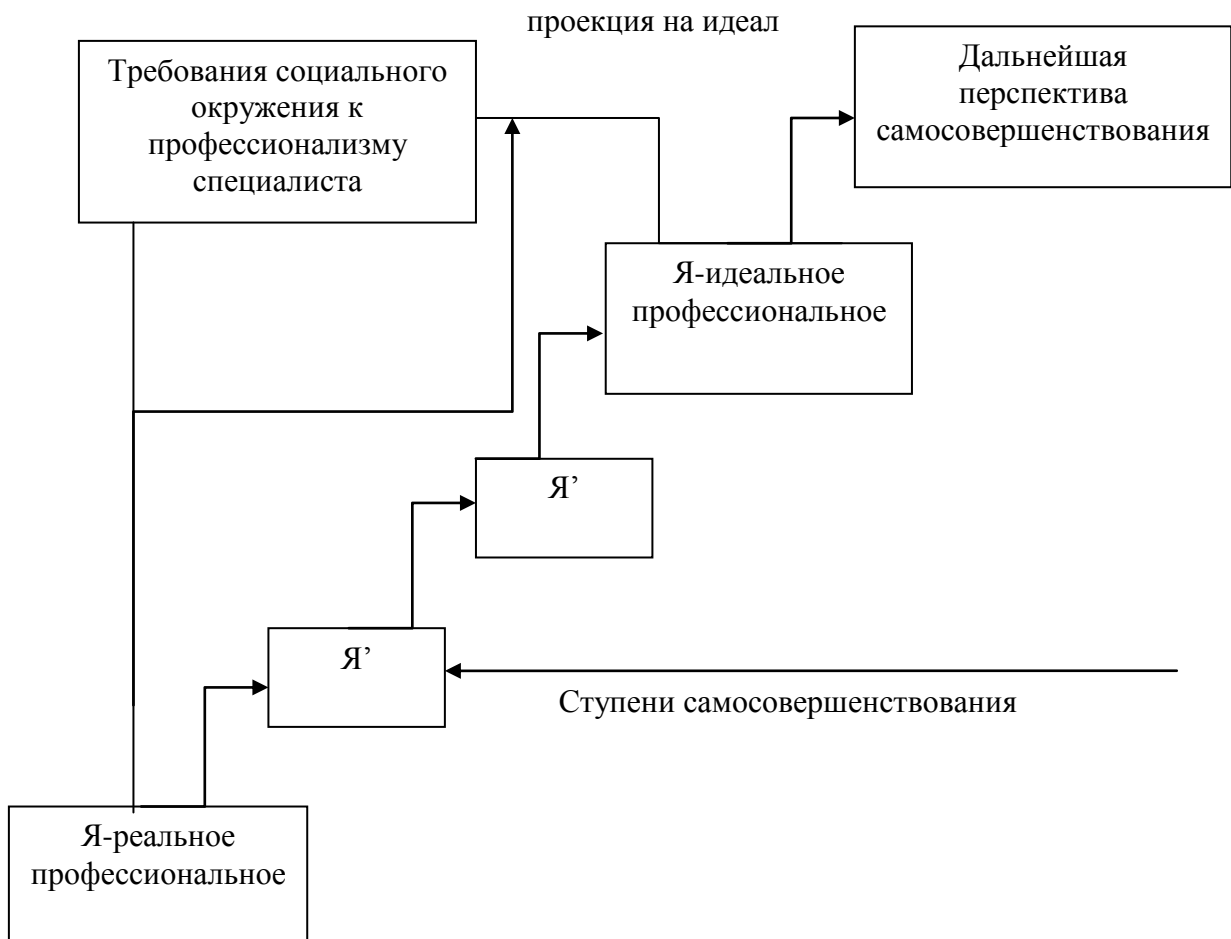 проекция на идеал
Требования социального
окружения к
профессионализму
специалиста
Дальнейшая
перспектива
самосовершенствования
Я-идеальное
профессиональное
Я’
Я’
Ступени самосовершенствования
Я-реальное
профессиональное